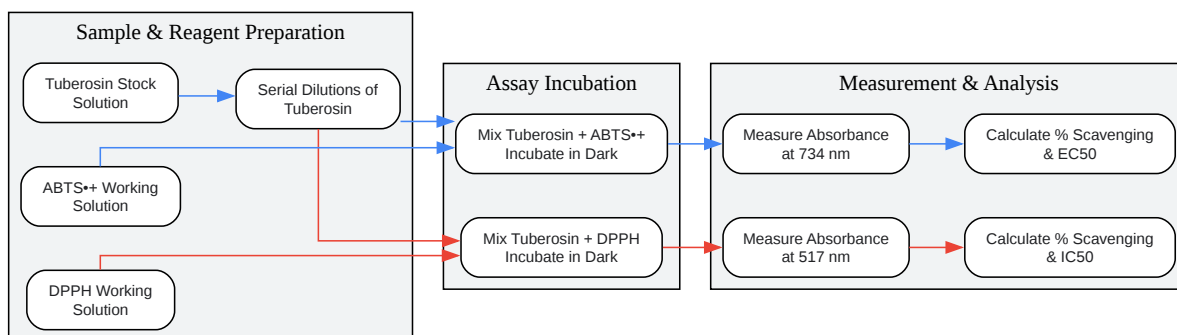 Sample & Reagent Preparation
Tuberosin Stock
Solution
Serial Dilutions of
Tuberosin
ABTS•+ Working
Solution
DPPH Working
Solution
Assay Incubation
Mix Tuberosin + ABTS•+
Incubate in Dark
Mix Tuberosin + DPPH
Incubate in Dark
Measurement & Analysis
Measure Absorbance
at 734 nm
Calculate % Scavenging
& EC50
Measure Absorbance
at 517 nm
Calculate % Scavenging
& IC50